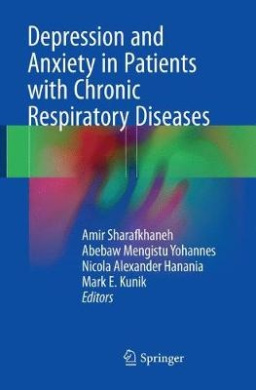 Depression and
Anxiety in Patients
with Chronic
Respiratory Diseases
Amir Sharafkhaneh
Abebaw Mengistu Yohannes
Nicola Alexander Hanania
Mark E. Kunik
Editors
Springer